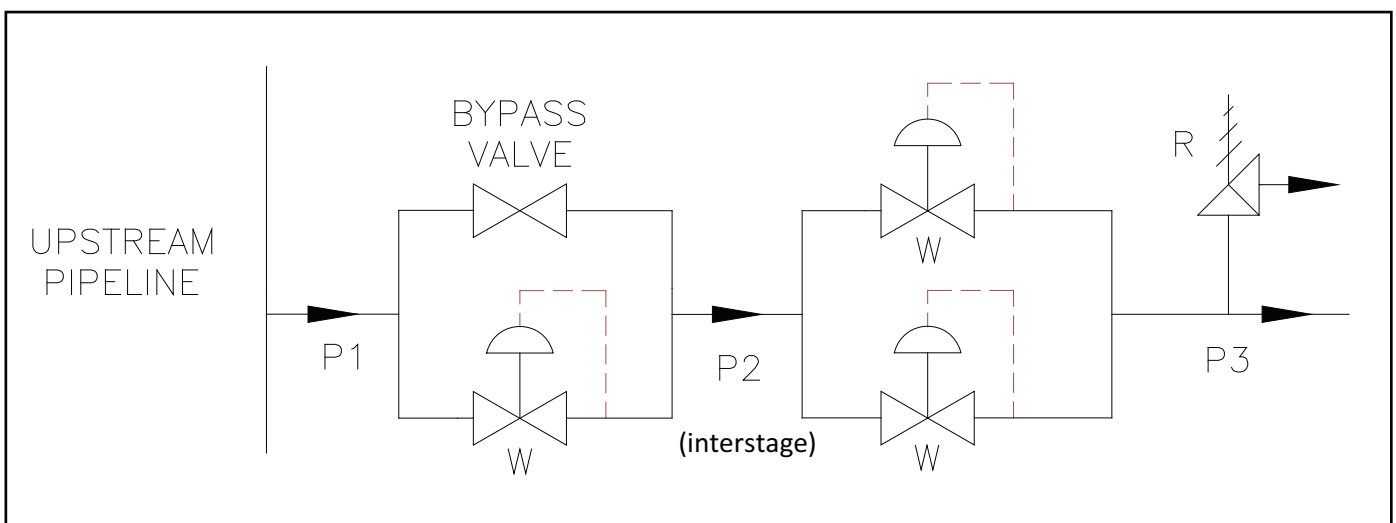 BYPASS
VALVE
R
UPSTREAM
PIPELINE
W
P1
P2
P3
(interstage)
W
W